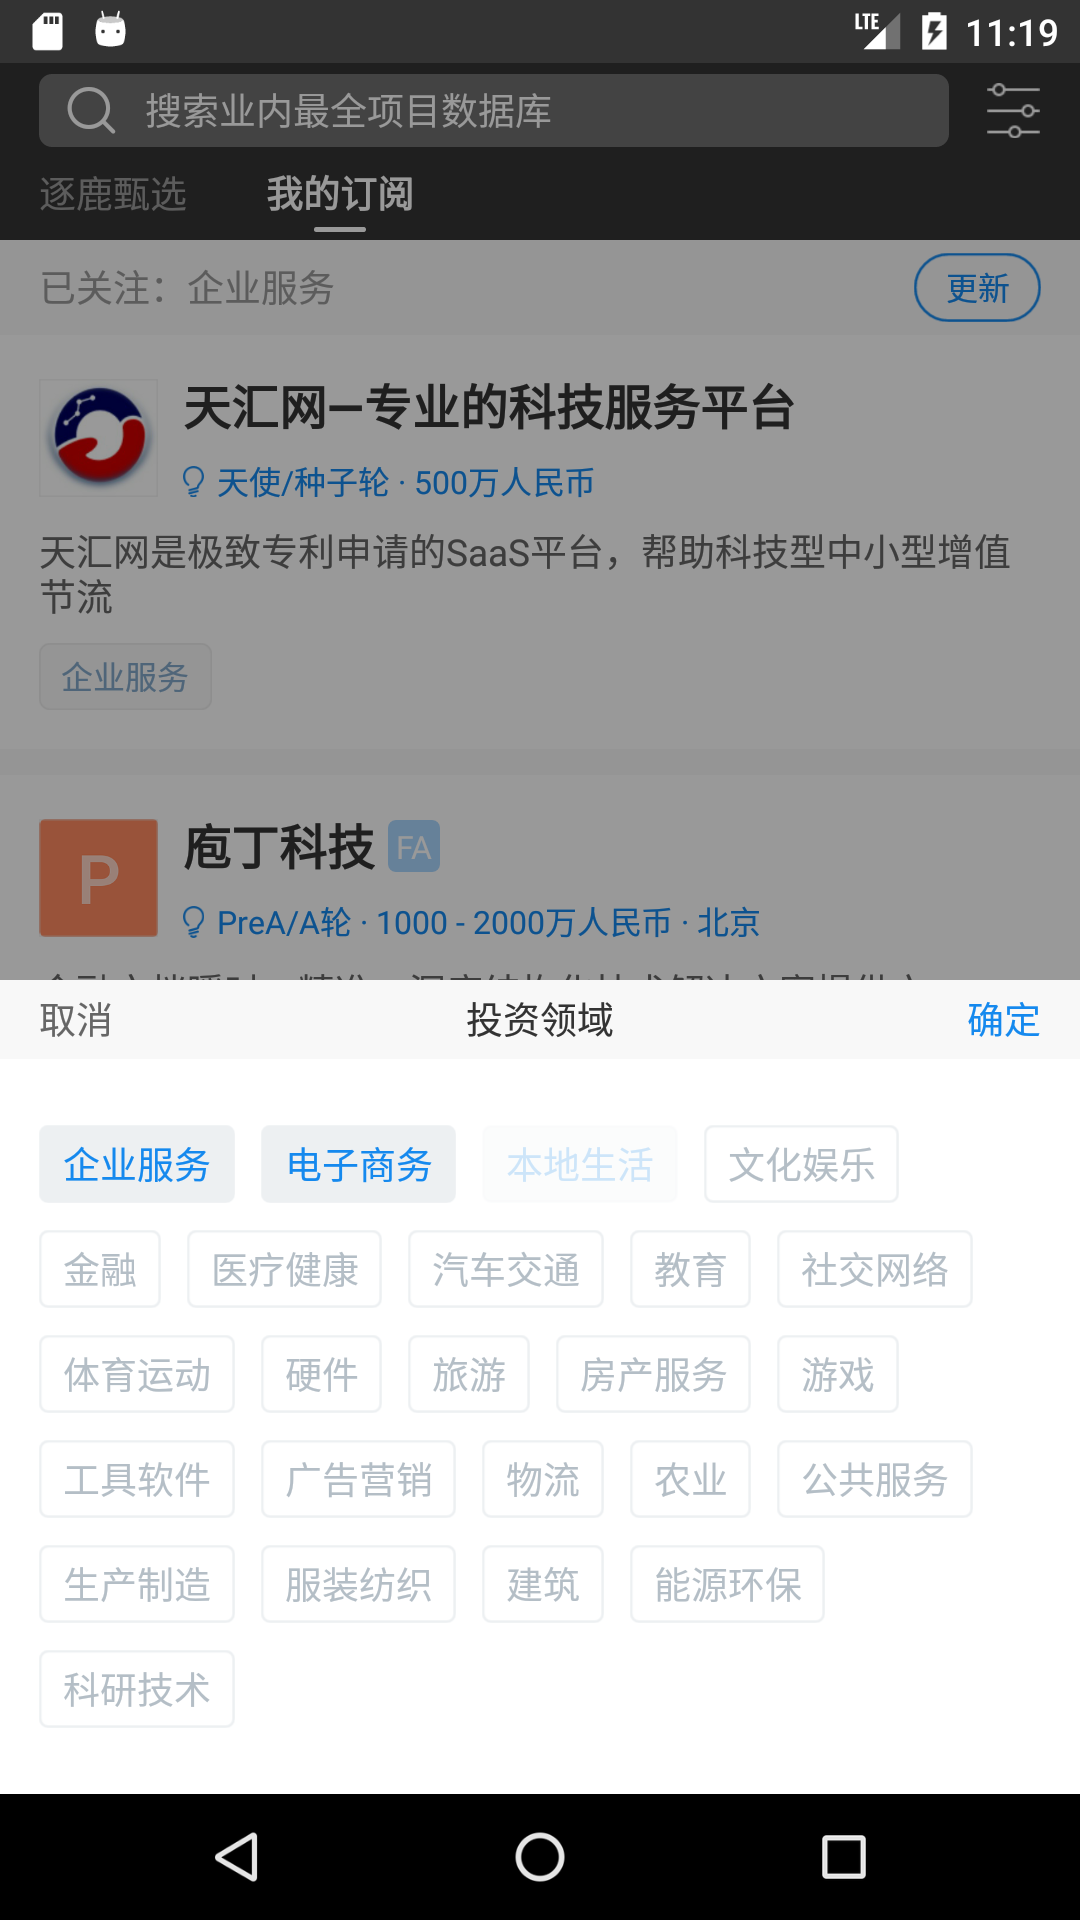 LTE 11:19
搜索业内最全项目数据库
逐鹿甄选 我的订阅
已关注：企业服务 更新
天汇网—专业的科技服务平台
天使/种子轮 · 500万人民币
天汇网是极致专利申请的SaaS平台，帮助科技型中小型增值
节流
企业服务
P 庖丁科技 FA
PreA/A轮 · 1000 - 2000万人民币 · 北京
取消 投资领域 确定
企业服务 电子商务 本地生活 文化娱乐
金融 医疗健康 汽车交通 教育 社交网络
体育运动 硬件 旅游 房产服务 游戏
工具软件 广告营销 物流 农业 公共服务
生产制造 服装纺织 建筑 能源环保
科研技术